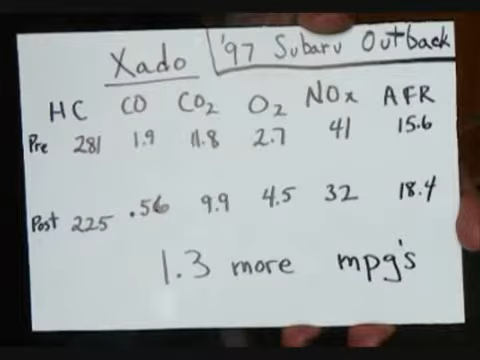 Xado '97 Subaru Outback
HC CO CO₂ O₂ NOx AFR
Pre 281 1.9 11.8 2.7 41 15.6
Post 225 .56 9.9 4.5 32 18.4
1.3 more mpg's